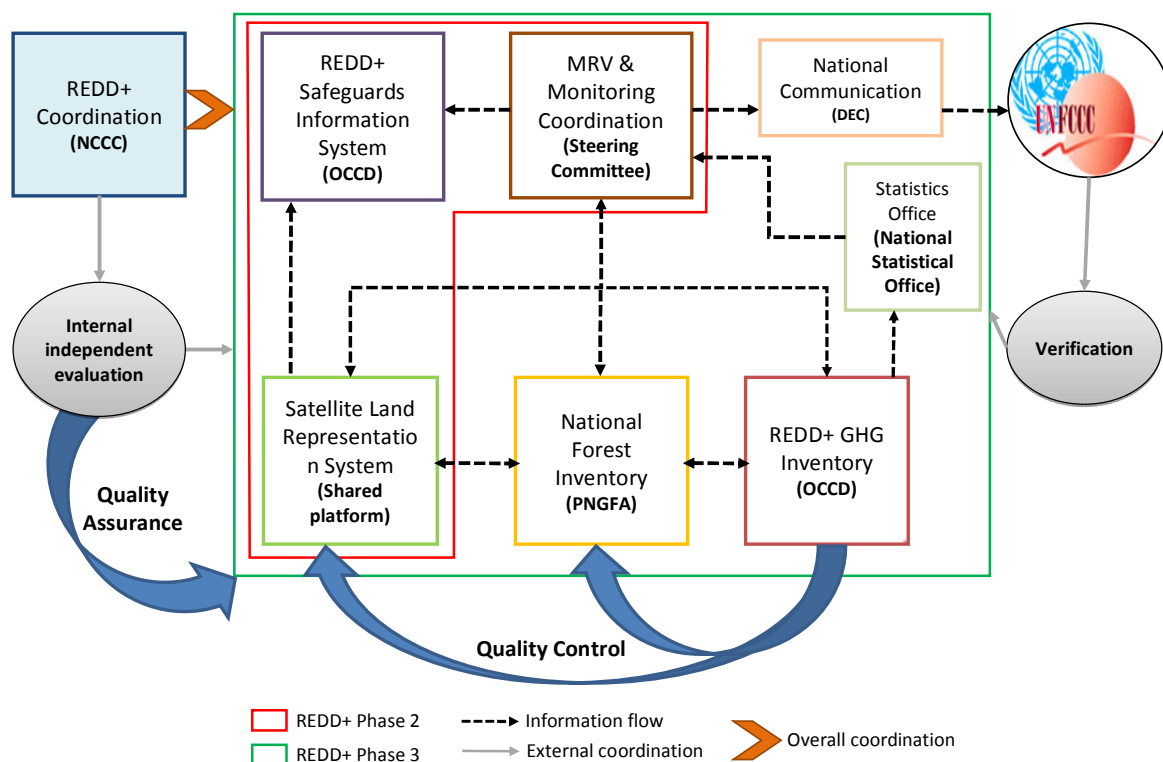 REDD+
Coordination
(NCCC)
REDD+
Safeguards
Information
System
(OCCD)
MRV &
Monitoring
Coordination
(Steering
Committee)
National
Communication
(DEC)
UNFCCC
Statistics
Office
(National
Statistical
Office)
Internal
independent
evaluation
Verification
Satellite Land
Representatio
n System
(Shared
platform)
National
Forest
Inventory
(PNGFA)
REDD+ GHG
Inventory
(OCCD)
Quality
Assurance
Quality Control
REDD+ Phase 2
Information flow
Overall coordination
REDD+ Phase 3
External coordination